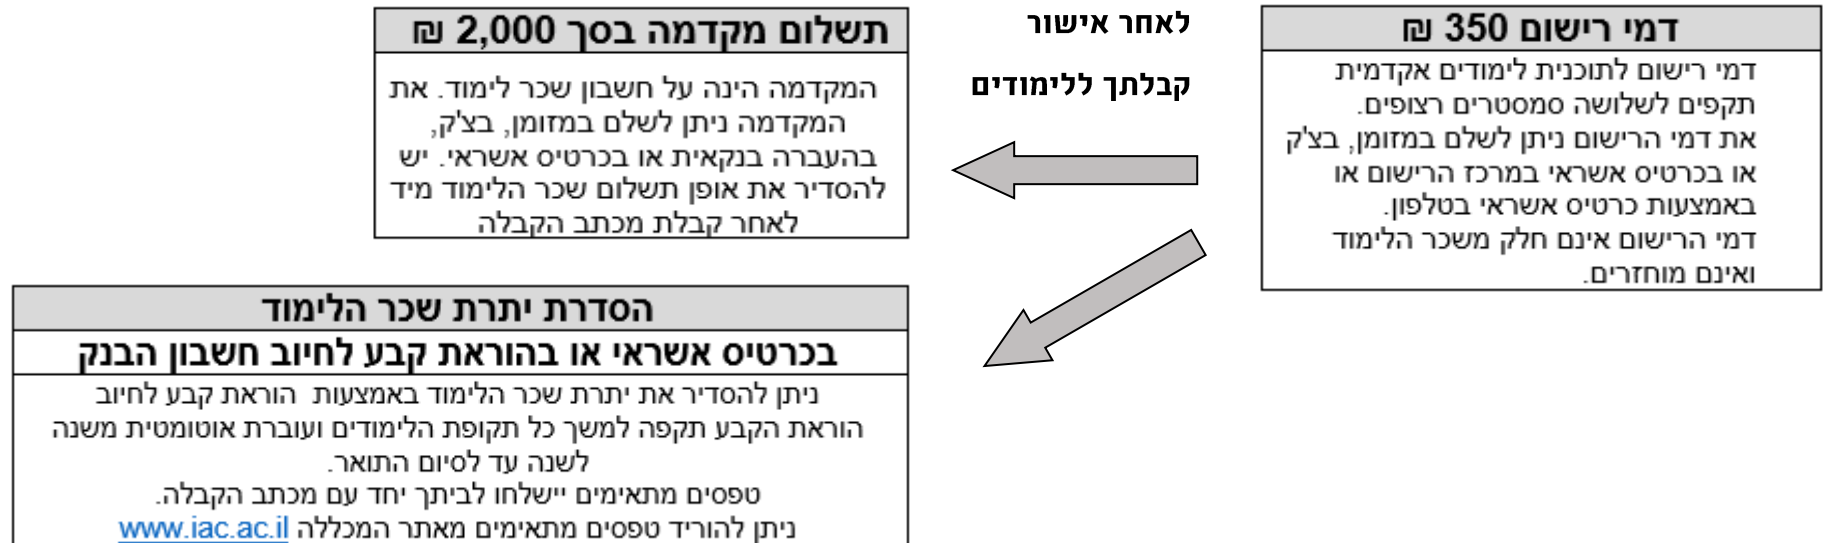 דמי רישום 350 ₪
דמי רישום לתוכנית לימודים אקדמית
תקפים לשלושה סמסטרים רצופים.
את דמי הרישום ניתן לשלם במזומן, בצ'ק
או בכרטיס אשראי במרכז הרישום או
באמצעות כרטיס אשראי בטלפון.
דמי הרישום אינם חלק משכר הלימוד
ואינם מוחזרים.
לאחר אישור
קבלתך ללימודים
תשלום מקדמה בסך 2,000 ₪
המקדמה הינה על חשבון שכר לימוד. את
המקדמה ניתן לשלם במזומן, בצ'ק,
בהעברה בנקאית או בכרטיס אשראי. יש
להסדיר את אופן תשלום שכר הלימוד מיד
לאחר קבלת מכתב הקבלה
הסדרת יתרת שכר הלימוד
בכרטיס אשראי או בהוראת קבע לחיוב חשבון הבנק
ניתן להסדיר את יתרת שכר הלימוד באמצעות הוראת קבע לחיוב
הוראת הקבע תקפה למשך כל תקופת הלימודים ועוברת אוטומטית משנה
לשנה עד לסיום התואר.
טפסים מתאימים יישלחו לביתך יחד עם מכתב הקבלה.
ניתן להוריד טפסים מתאימים מאתר המכללה www.iac.ac.il